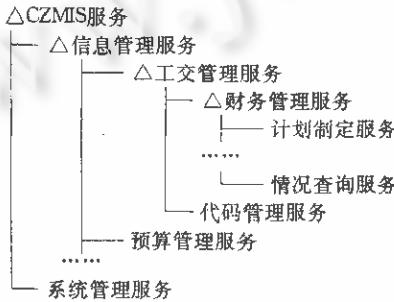 △CZMIS服务
△信息管理服务
△工交管理服务
△财务管理服务
计划制定服务
……
情况查询服务
代码管理服务
预算管理服务
……
系统管理服务